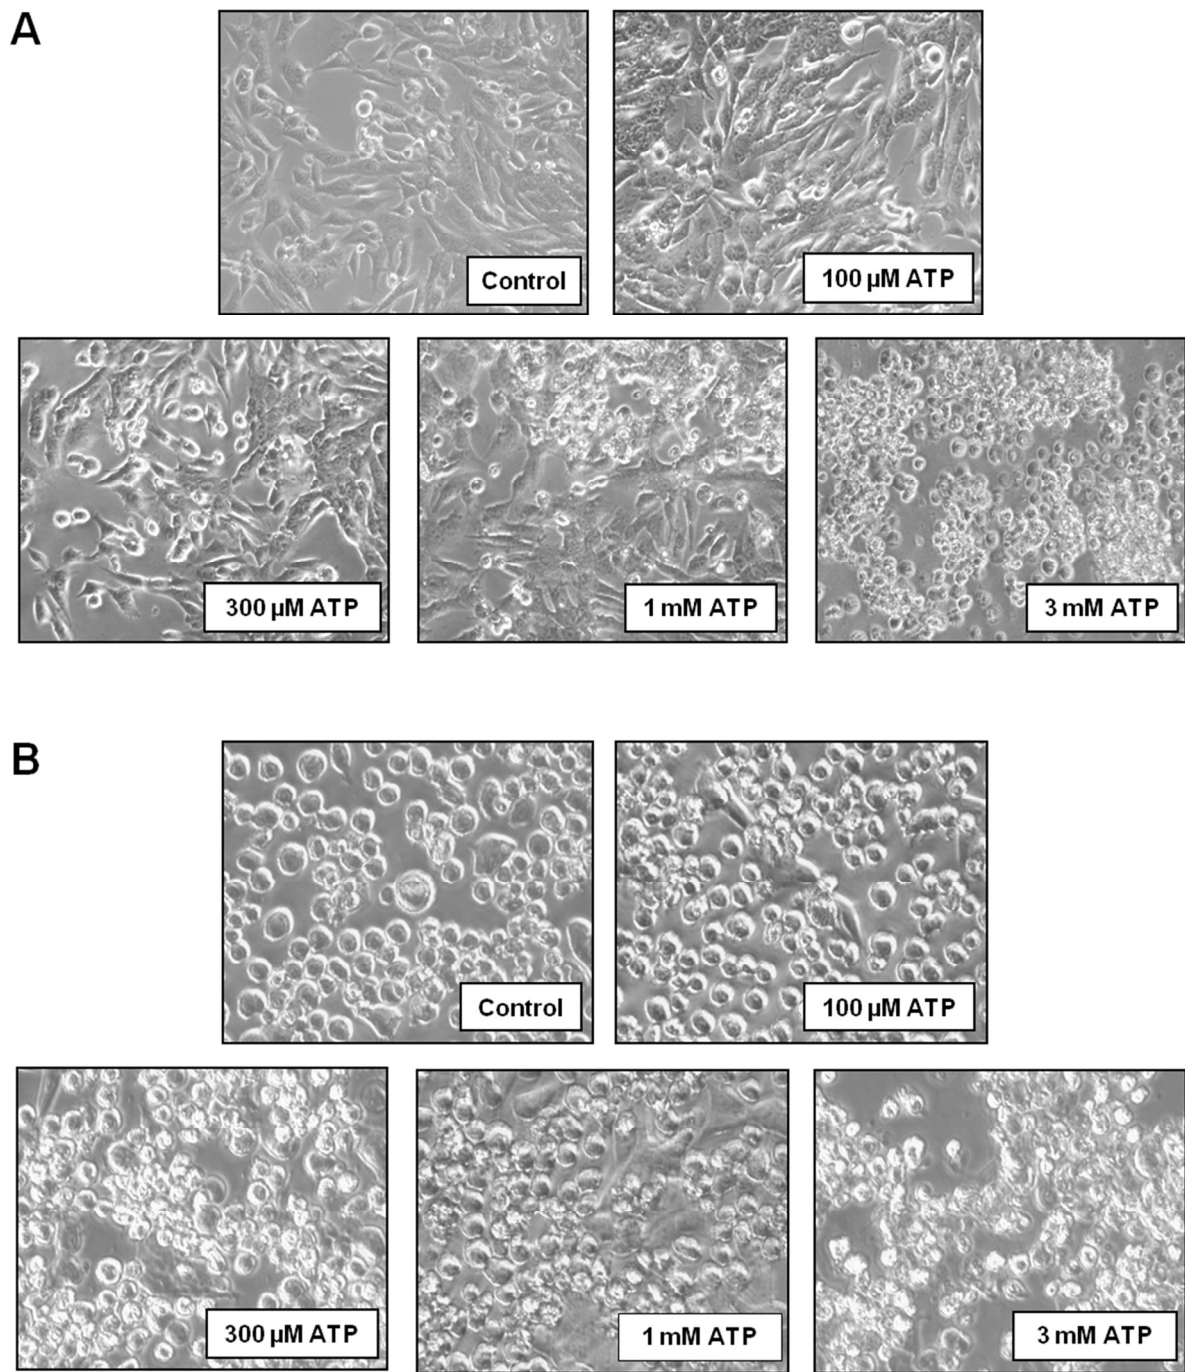 A
Control
100 µM ATP
300 µM ATP
1 mM ATP
3 mM ATP
B
Control
100 µM ATP
300 µM ATP
1 mM ATP
3 mM ATP